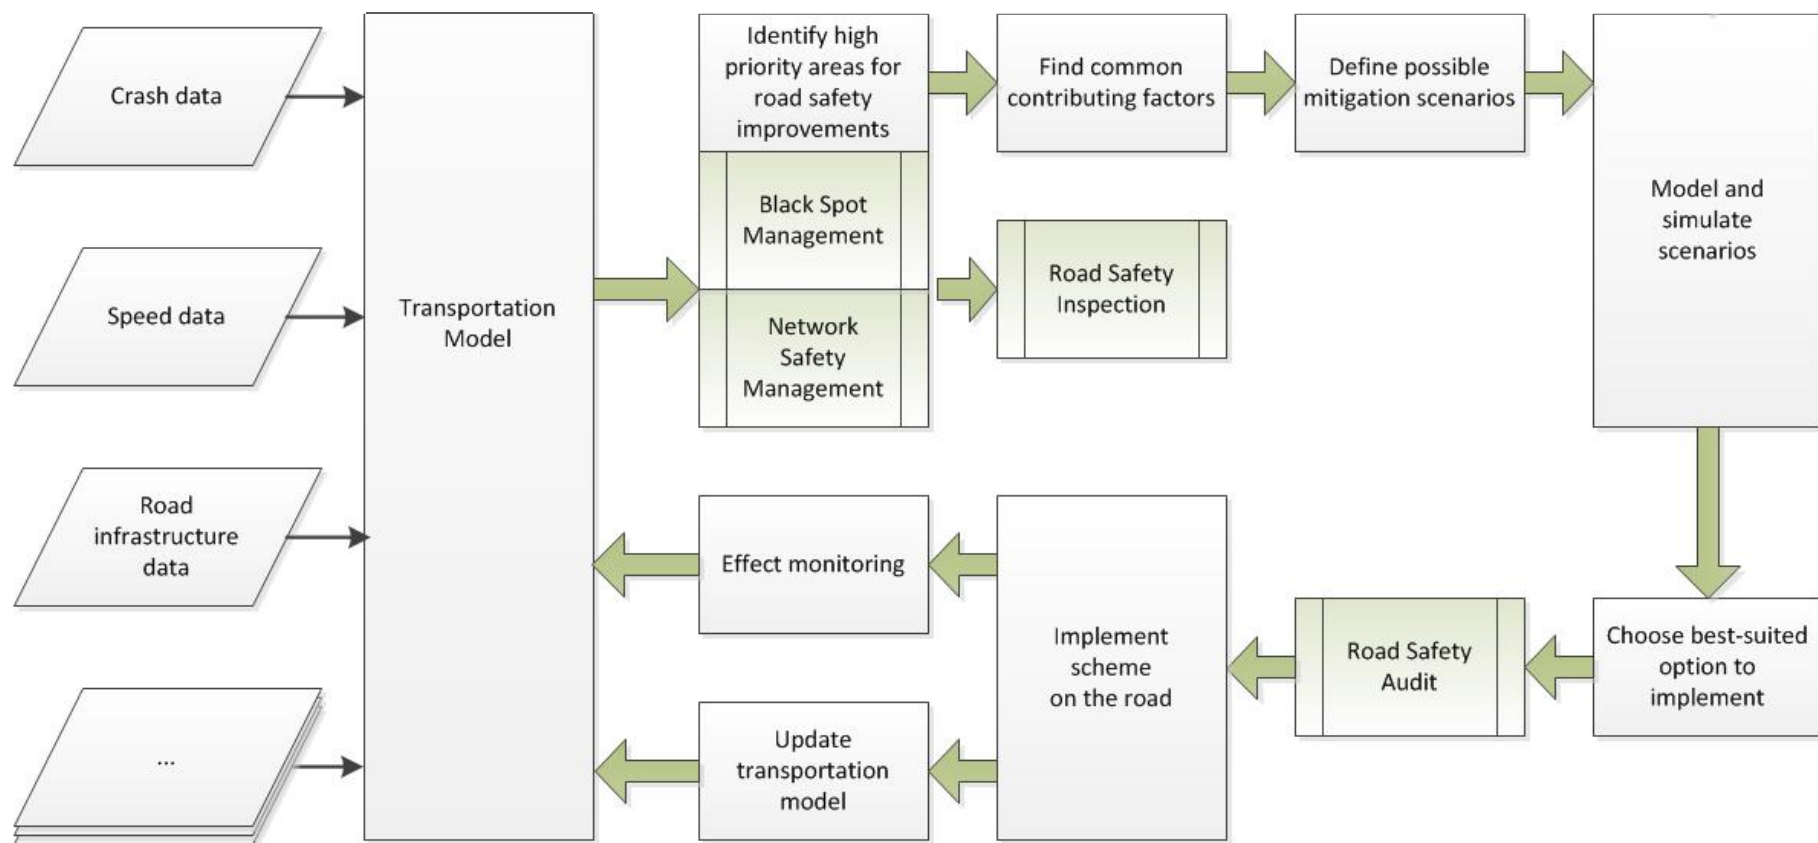 Crash data
Speed data
Road
infrastructure
data
...
Transportation
Model
Identify high
priority areas for
road safety
improvements
Black Spot
Management
Network
Safety
Management
Find common
contributing factors
Define possible
mitigation scenarios
Model and
simulate
scenarios
Road Safety
Inspection
Choose best-suited
option to
implement
Road Safety
Audit
Implement
scheme
on the road
Effect monitoring
Update
transportation
model